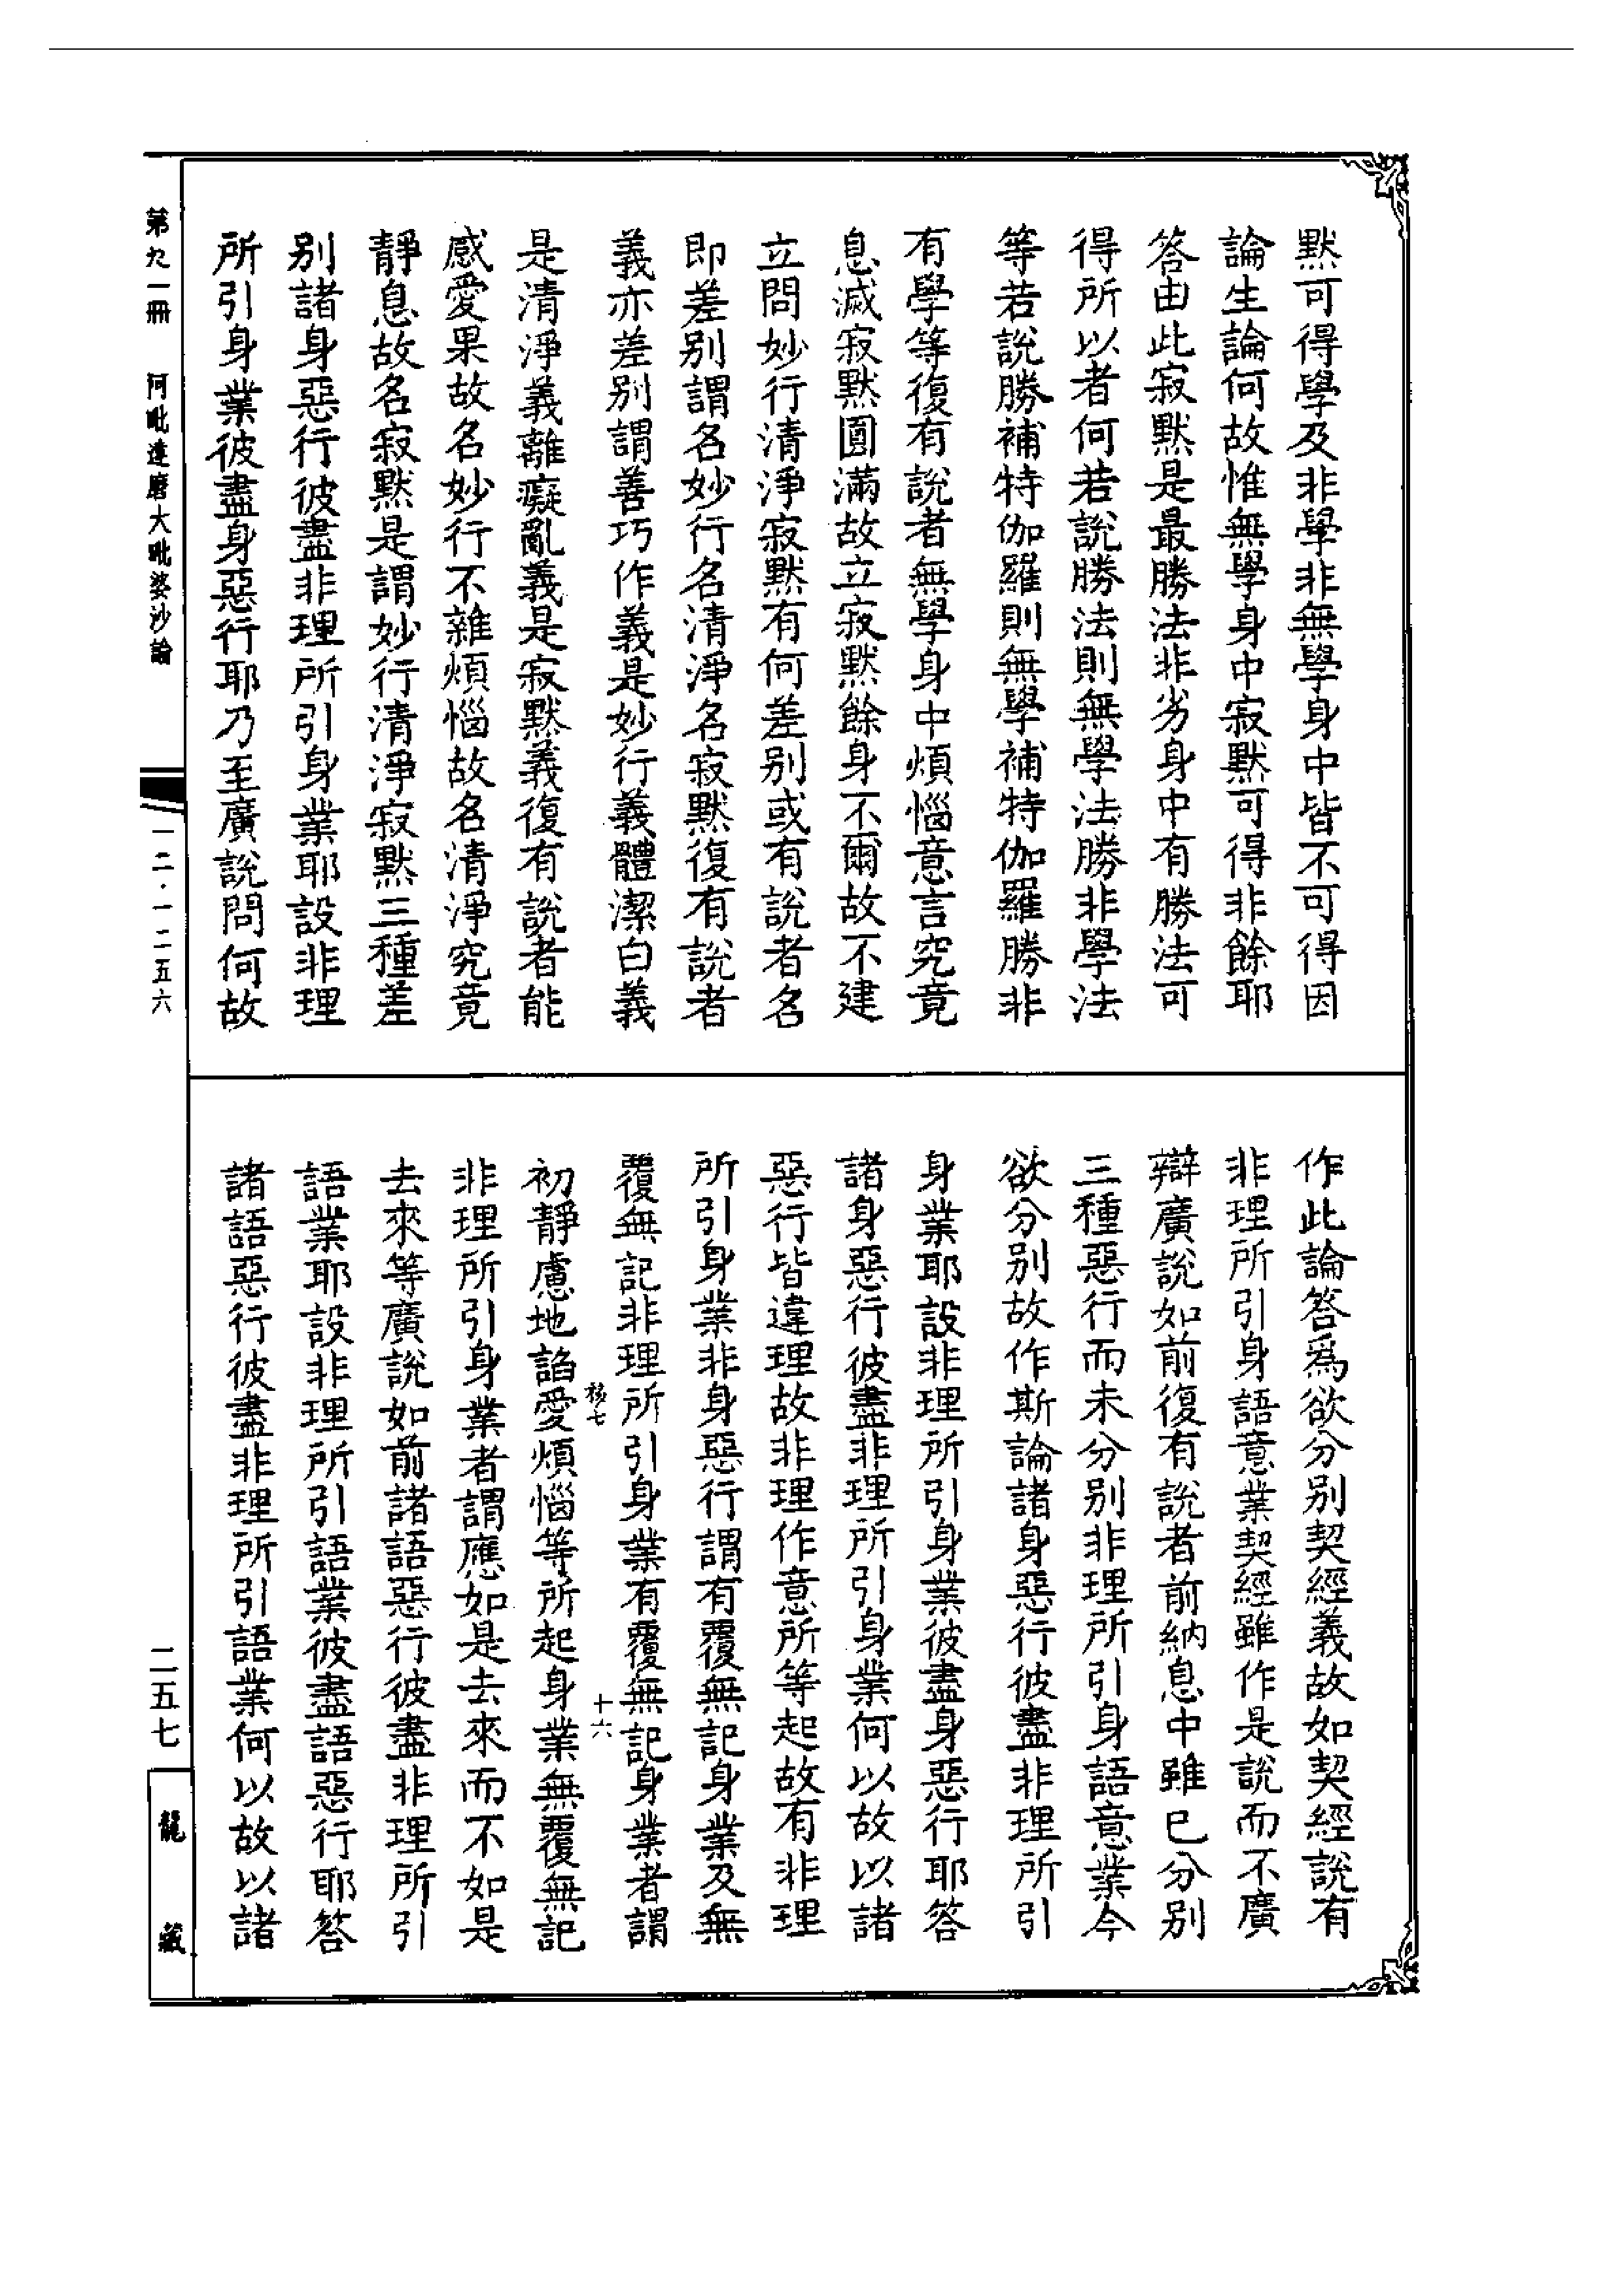 默可得學及非學非無學身中皆不可得因
論生論何故惟無學身中寂默可得非餘耶
答由此寂默是最勝法非劣身中有勝法可
得所以者何若說勝法則無學法勝非學法
等若說勝補特伽羅則無學補特伽羅勝非
有學等復有說者無學身中煩惱意言究竟
息滅寂默圓滿故立寂默餘身不爾故不建
立問妙行清淨寂默有何差別或有說者名
即差別謂名妙行名清淨名寂默復有說者
義亦差別謂善巧作義是妙行義體潔白義
是清淨義離癡亂義是寂默義復有說者能
感愛果故名妙行不雜煩惱故名清淨究竟
靜息故名寂默是謂妙行清淨寂默三種差
別諸身惡行彼盡非理所引身業耶設非理
所引身業彼盡身惡行耶乃至廣說問何故
作此論答爲欲分別契經義故如契經說有
非理所引身語意業契經雖作是說而不廣
辯廣說如前復有說者前納息中雖已分別
三種惡行而未分別非理所引身語意業今
欲分別故作斯論諸身惡行彼盡非理所引
身業耶設非理所引身業彼盡身惡行耶答
諸身惡行彼盡非理所引身業何以故以諸
惡行皆違理故非理作意所等起故有非理
所引身業非身惡行謂有覆無記身業及無
覆無記非理所引身業有覆無記身業者謂
十六
初靜慮地諂愛煩惱等所起身業無覆無記
非理所引身業者謂應如是去來而不如是
去來等廣說如前諸語惡行彼盡非理所引
語業耶設非理所引語業彼盡語惡行耶答
諸語惡行彼盡非理所引語業何以故以諸
第九一冊 阿毗達磨大毗婆沙論
一二·一二五六
二五七
龍藏